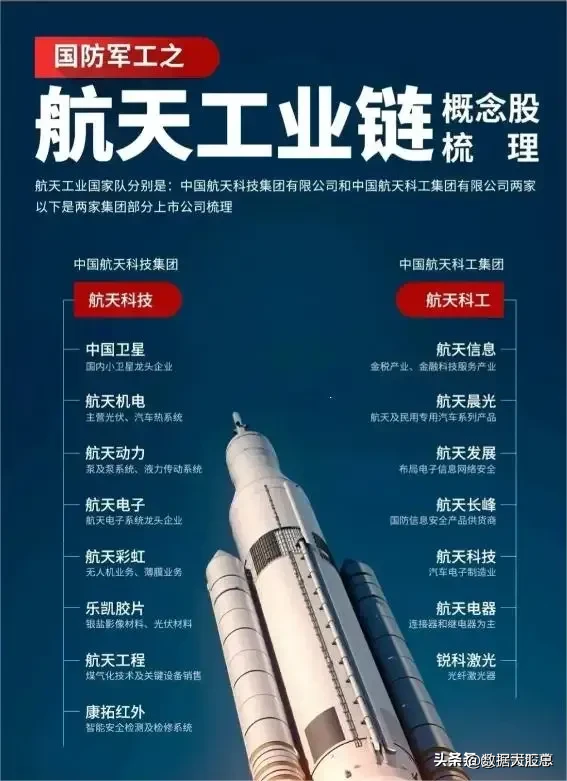 国防军工之
航天工业链
概念股
梳 理
航天工业国家队分别是：中国航天科技集团有限公司和中国航天科工集团有限公司两家
以下是两家集团部分上市公司梳理
中国航天科技集团
航天科技
中国卫星
国内小卫星龙头企业
航天机电
主营光伏、汽车热系统
航天动力
泵及泵系统、液力传动系统
航天电子
航天电子系统龙头企业
航天彩虹
无人机业务、薄膜业务
乐凯胶片
银盐影像材料、光伏材料
航天工程
煤气化技术及关键设备销售
康拓红外
智能安全检测及检修系统
中国航天科工集团
航天科工
航天信息
金税产业、金融科技服务产业
航天晨光
航天及民用专用汽车系列产品
航天发展
布局电子信息网络安全
航天长峰
国防信息安全产品供货商
航天科技
汽车电子制造业
航天电器
连接器和继电器为主
锐科激光
光纤激光器
头条@数据大